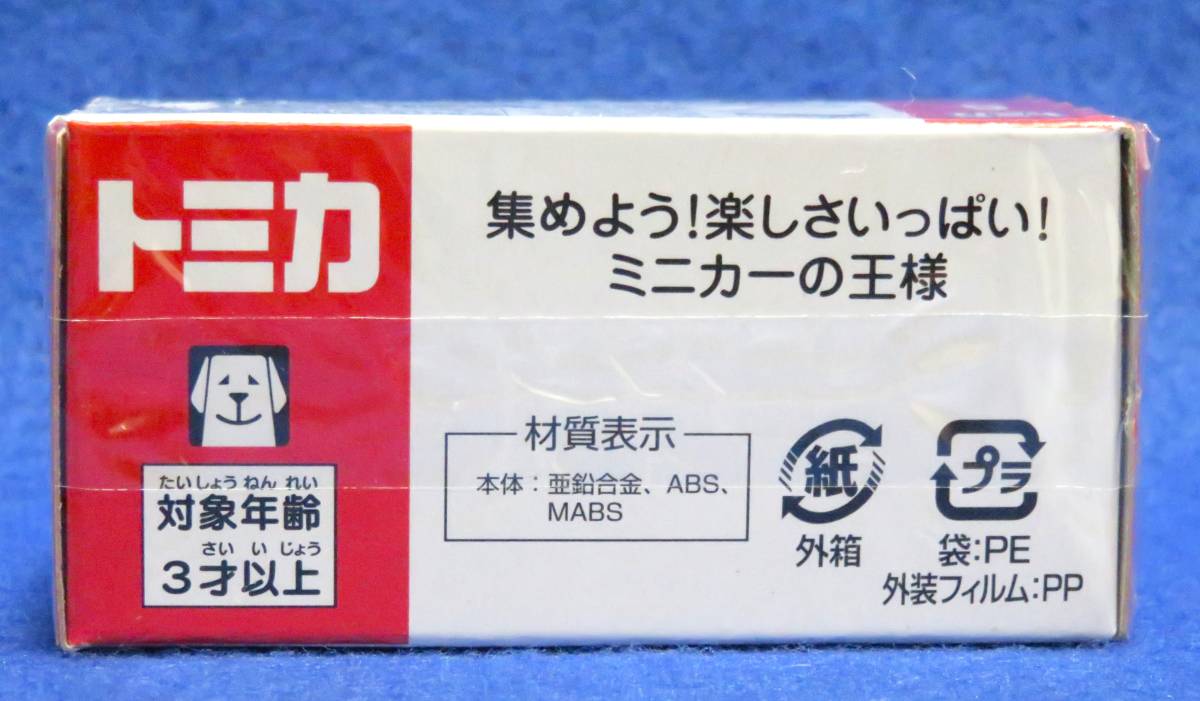 トミカ
集めよう!楽しさいっぱい!
ミニカーの王様
たいしょうねんれい
対象年齢
さいいじょう
3才以上
材質表示
本体:亜鉛合金、ABS、
MABS
紙
外箱
プラ
袋:PE
外装フィルム:PP